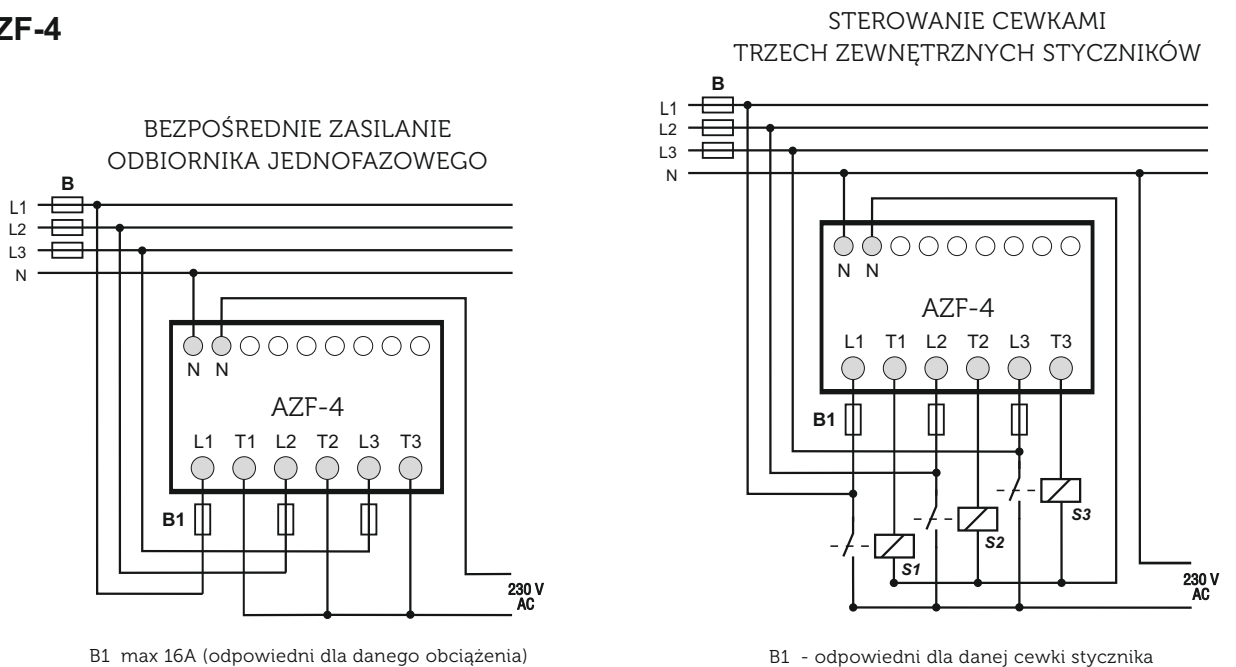 ZF-4
BEZPOŚREDNIE ZASILANIE
ODBIORNIKA JEDNOFAZOWEGO
B
L1
L2
L3
N
N N
AZF-4
L1 T1 L2 T2 L3 T3
B1
230 V
AC
B1 max 16A (odpowiedni dla danego obciążenia)
STEROWANIE CEWKAMI
TRZECH ZEWNĘTRZNYCH STYCZNIKÓW
B
L1
L2
L3
N
N N
AZF-4
L1 T1 L2 T2 L3 T3
B1
S3
S2
S1
230 V
AC
B1 - odpowiedni dla danej cewki stycznika